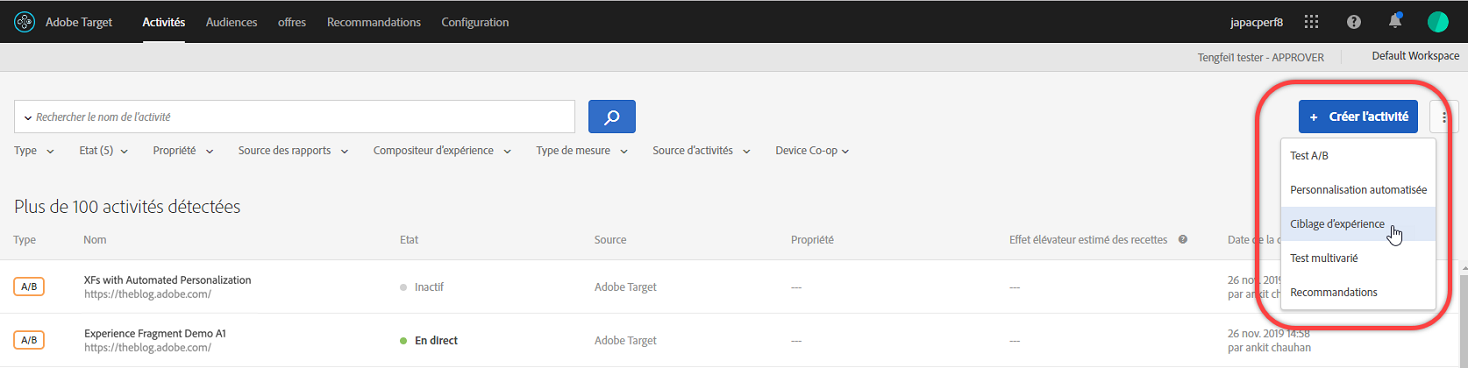 Adobe Target Activités Audiences offres Recommandations Configuration japacperf8
Tengfei1 tester - APPROVER Default Workspace
Rechercher le nom de l'activité + Créer l'activité
Type Etat (5) Propriété Source des rapports Compositeur d'expérience Type de mesure Source d'activités Device Co-op
Test A/B
Personnalisation automatisée
Ciblage d'expérience
Test multivarié
Recommandations
Plus de 100 activités détectées
Type Nom Etat Source Propriété Effet élévateur estimé des recettes Date de la d
A/B XFs with Automated Personalization Inactif Adobe Target --- --- 26 nov. 2019
https://theblog.adobe.com/ par ankit chauhan
A/B Experience Fragment Demo A1 En direct Adobe Target --- --- 26 nov. 2019 14:58
https://theblog.adobe.com/ par ankit chauhan